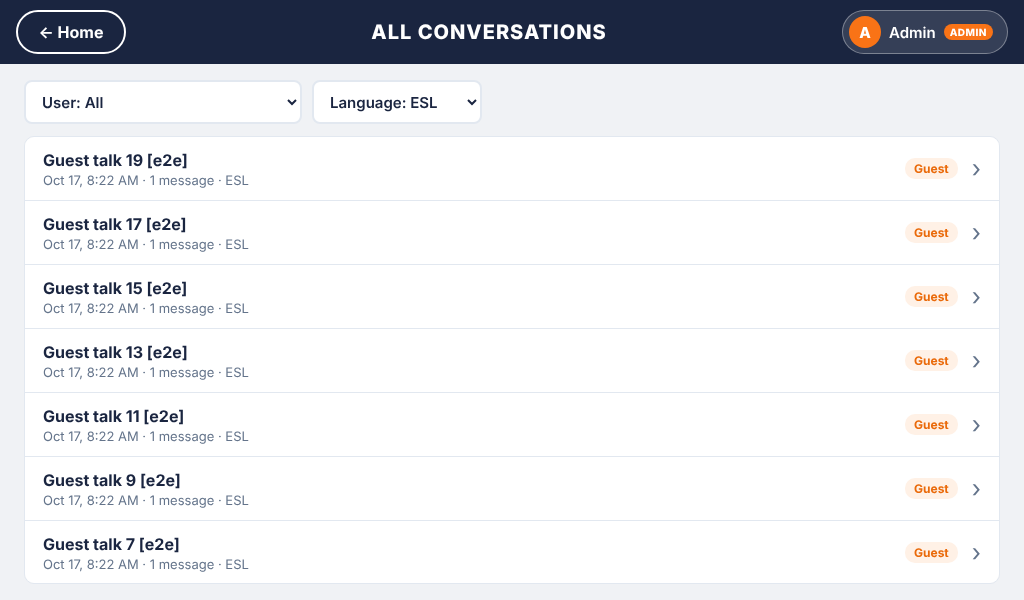 ← Home
ALL CONVERSATIONS
A Admin ADMIN
User: All
Language: ESL
Guest talk 19 [e2e]
Oct 17, 8:22 AM · 1 message · ESL
Guest
Guest talk 17 [e2e]
Oct 17, 8:22 AM · 1 message · ESL
Guest
Guest talk 15 [e2e]
Oct 17, 8:22 AM · 1 message · ESL
Guest
Guest talk 13 [e2e]
Oct 17, 8:22 AM · 1 message · ESL
Guest
Guest talk 11 [e2e]
Oct 17, 8:22 AM · 1 message · ESL
Guest
Guest talk 9 [e2e]
Oct 17, 8:22 AM · 1 message · ESL
Guest
Guest talk 7 [e2e]
Oct 17, 8:22 AM · 1 message · ESL
Guest